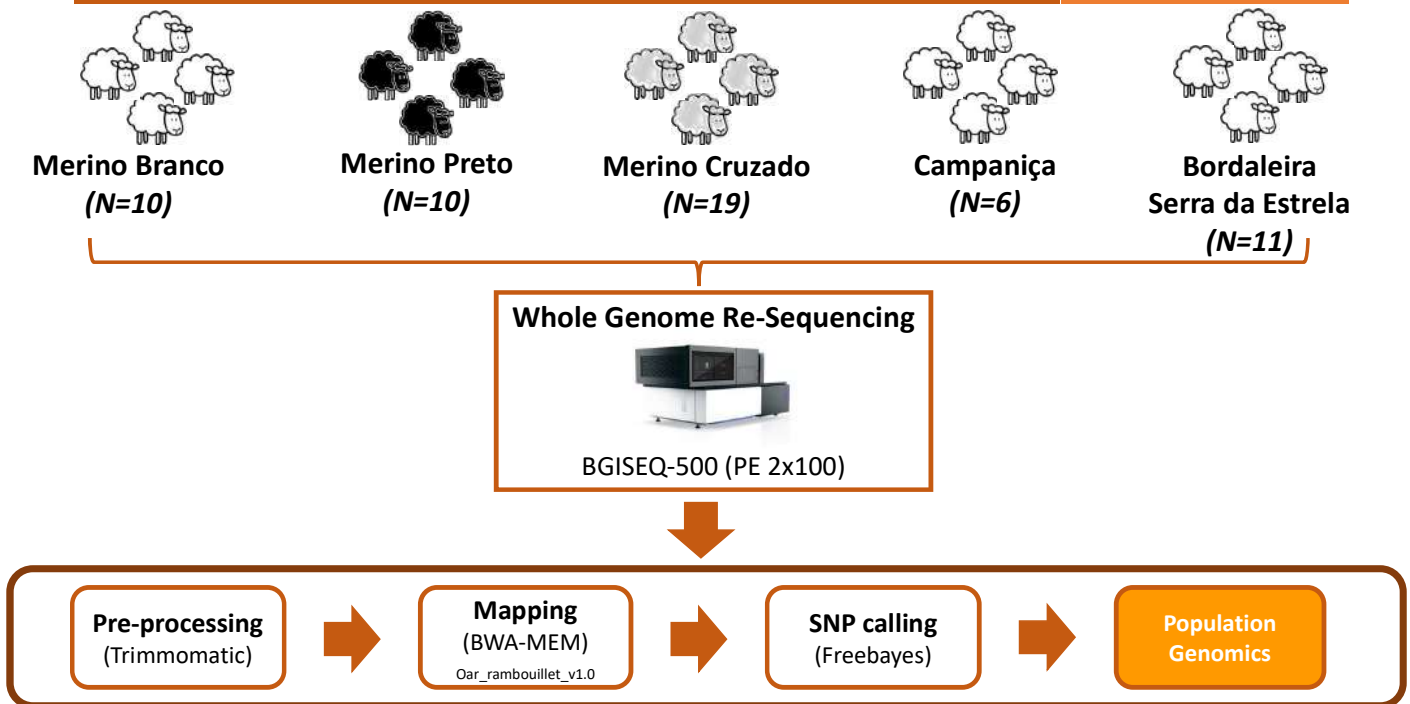 Merino Branco
(N=10)
Merino Preto
(N=10)
Merino Cruzado
(N=19)
Campaniça
(N=6)
Bordaleira
Serra da Estrela
(N=11)
Whole Genome Re-Sequencing
BGISEQ-500 (PE 2x100)
Pre-processing
(Trimmomatic)
Mapping
(BWA-MEM)
Oar_rambouillet_v1.0
SNP calling
(Freebayes)
Population
Genomics